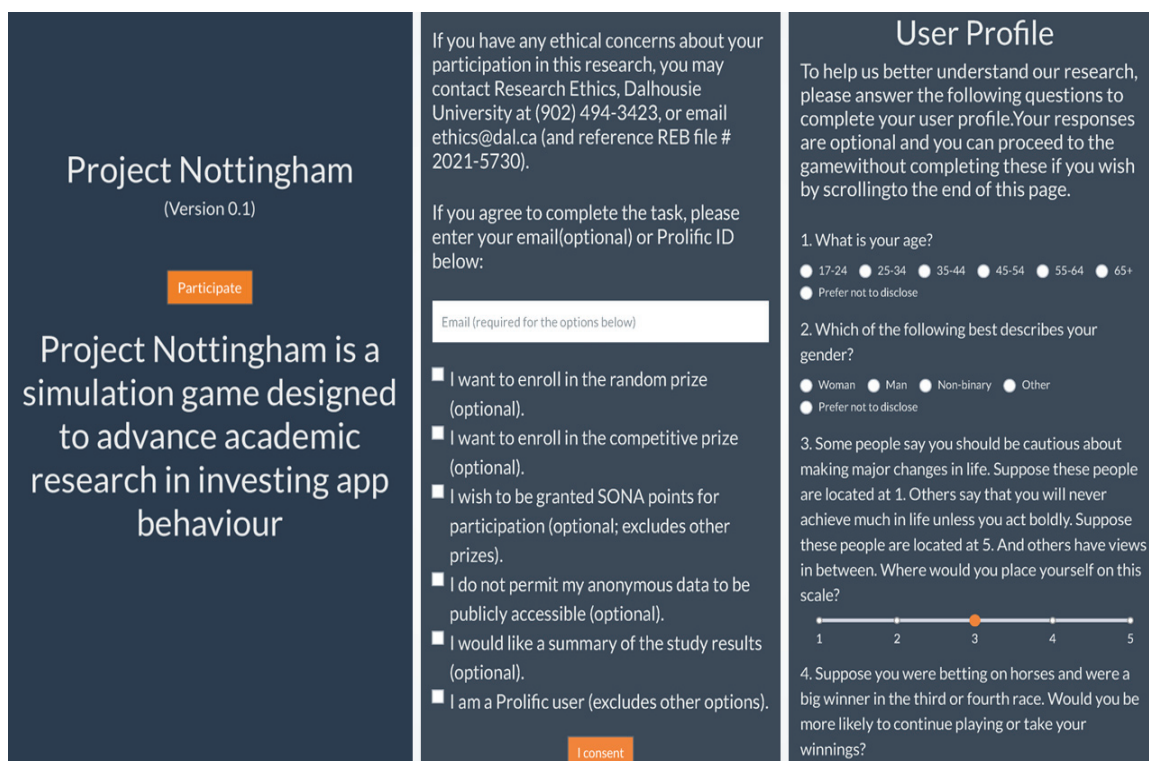 Project Nottingham
(Version 0.1)
Participate
Project Nottingham is a
simulation game designed
to advance academic
research in investing app
behaviour
If you have any ethical concerns about your
participation in this research, you may
contact Research Ethics, Dalhousie
University at (902) 494-3423, or email
ethics@dal.ca (and reference REB file #
2021-5730).
If you agree to complete the task, please
enter your email(optional) or Prolific ID
below:
Email (required for the options below)
I want to enroll in the random prize
(optional).
I want to enroll in the competitive prize
(optional).
I wish to be granted SONA points for
participation (optional; excludes other
prizes).
I do not permit my anonymous data to be
publicly accessible (optional).
I would like a summary of the study results
(optional).
I am a Prolific user (excludes other options).
I consent
User Profile
To help us better understand our research,
please answer the following questions to
complete your user profile.Your responses
are optional and you can proceed to the
gamewithout completing these if you wish
by scrollingto the end of this page.
1. What is your age?
17-24 25-34 35-44 45-54 55-64 65+
Prefer not to disclose
2. Which of the following best describes your
gender?
Woman Man Non-binary Other
Prefer not to disclose
3. Some people say you should be cautious about
making major changes in life. Suppose these people
are located at 1. Others say that you will never
achieve much in life unless you act boldly. Suppose
these people are located at 5. And others have views
in between. Where would you place yourself on this
scale?
1 2 3 4 5
4. Suppose you were betting on horses and were a
big winner in the third or fourth race. Would you be
more likely to continue playing or take your
winnings?